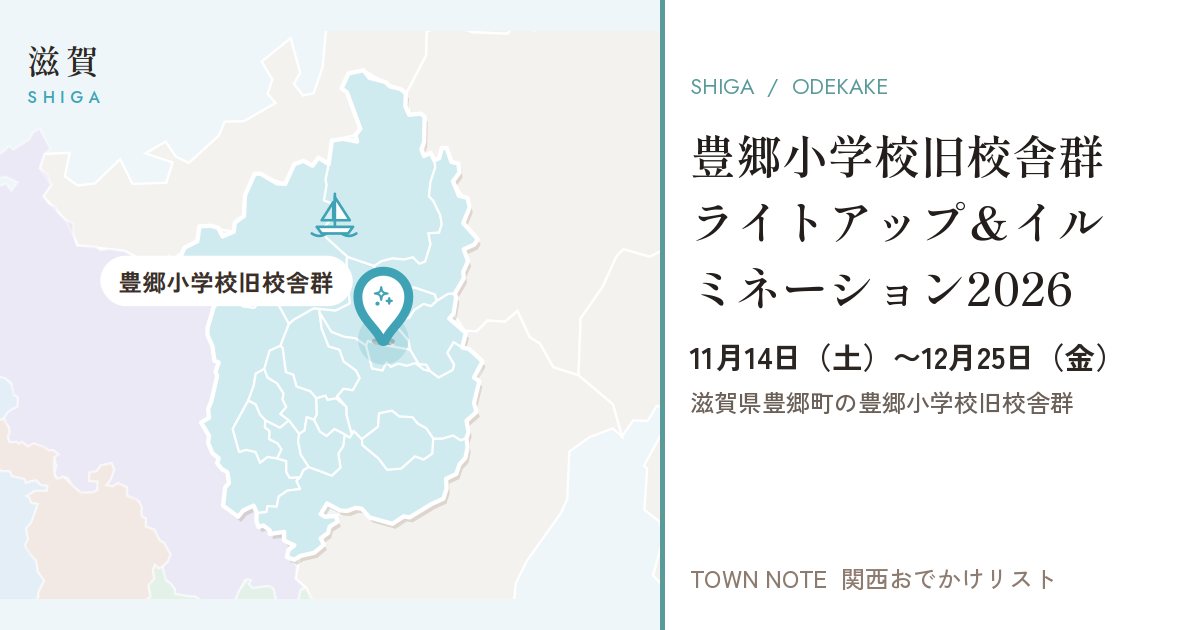 滋賀
SHIGA
豊郷小学校旧校舎群
SHIGA / ODEKAKE
豊郷小学校旧校舎群
ライトアップ&イル
ミネーション2026
11月14日（土）〜12月25日（金）
滋賀県豊郷町の豊郷小学校旧校舎群
TOWN NOTE 関西おでかけリスト